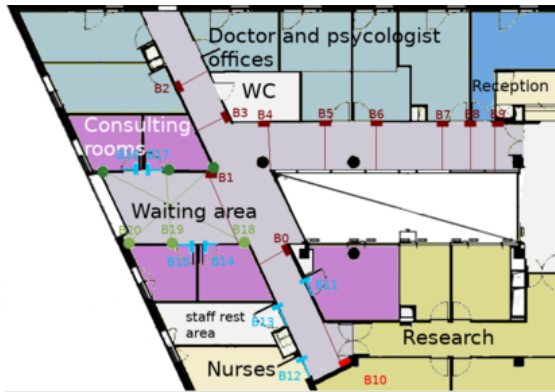 Doctor and psycologist
offices
B2
WC
Reception
B3
B4
B5
B6
B7
B8
B9
Consulting
rooms
B16
B17
B1
Waiting area
B20
B19
B18
B0
B15
B14
B11
B13
staff rest
area
Research
Nurses
B12
B10